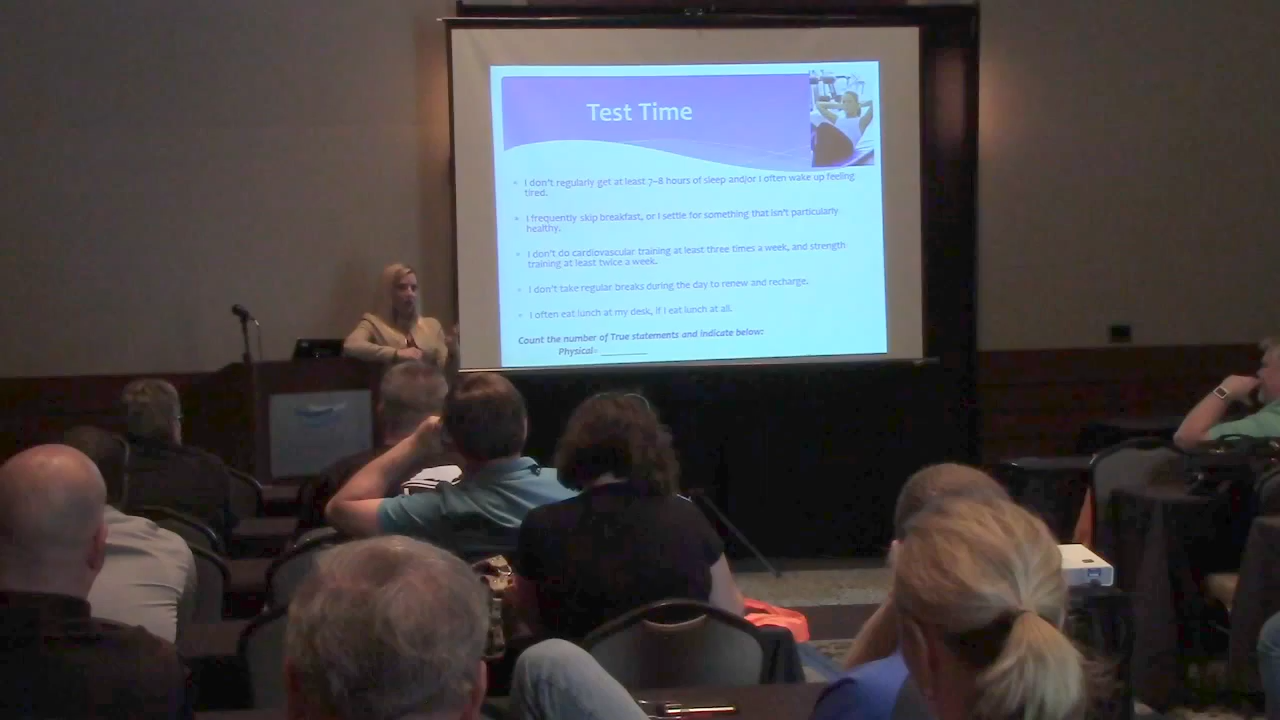 Test Time
I don't regularly get at least 7–8 hours of sleep and/or I often wake up feeling
tired.
I frequently skip breakfast, or I settle for something that isn't particularly
healthy.
I don't do cardiovascular training at least three times a week, and strength
training at least twice a week.
I don't take regular breaks during the day to renew and recharge.
I often eat lunch at my desk, if I eat lunch at all.
Count the number of True statements and indicate below:
Physical= ________